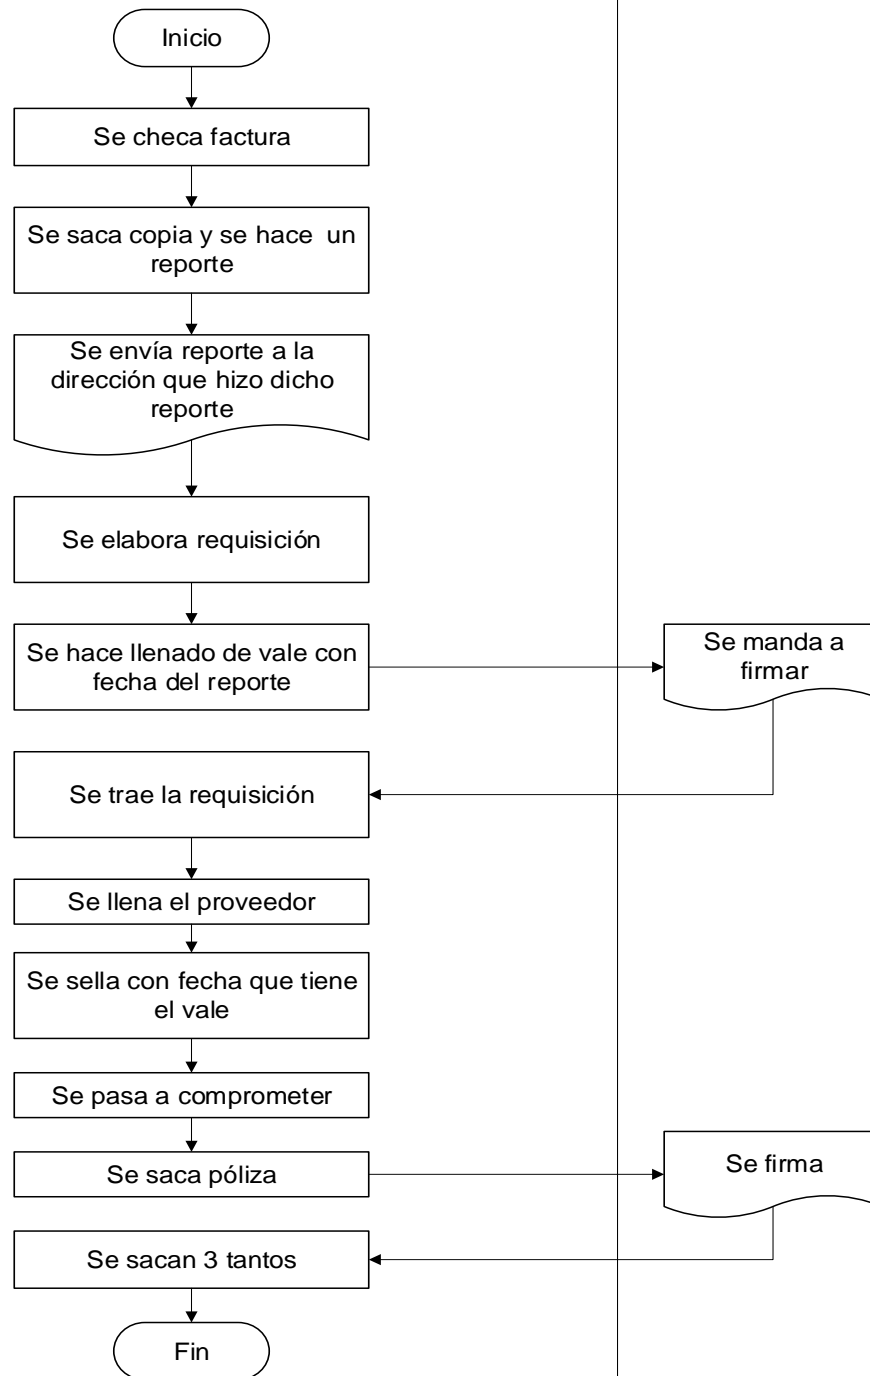 Inicio
Se checa factura
Se saca copia y se hace un
reporte
Se envía reporte a la
dirección que hizo dicho
reporte
Se elabora requisición
Se hace llenado de vale con
fecha del reporte
Se manda a
firmar
Se trae la requisición
Se llena el proveedor
Se sella con fecha que tiene
el vale
Se pasa a comprometer
Se saca póliza
Se firma
Se sacan 3 tantos
Fin